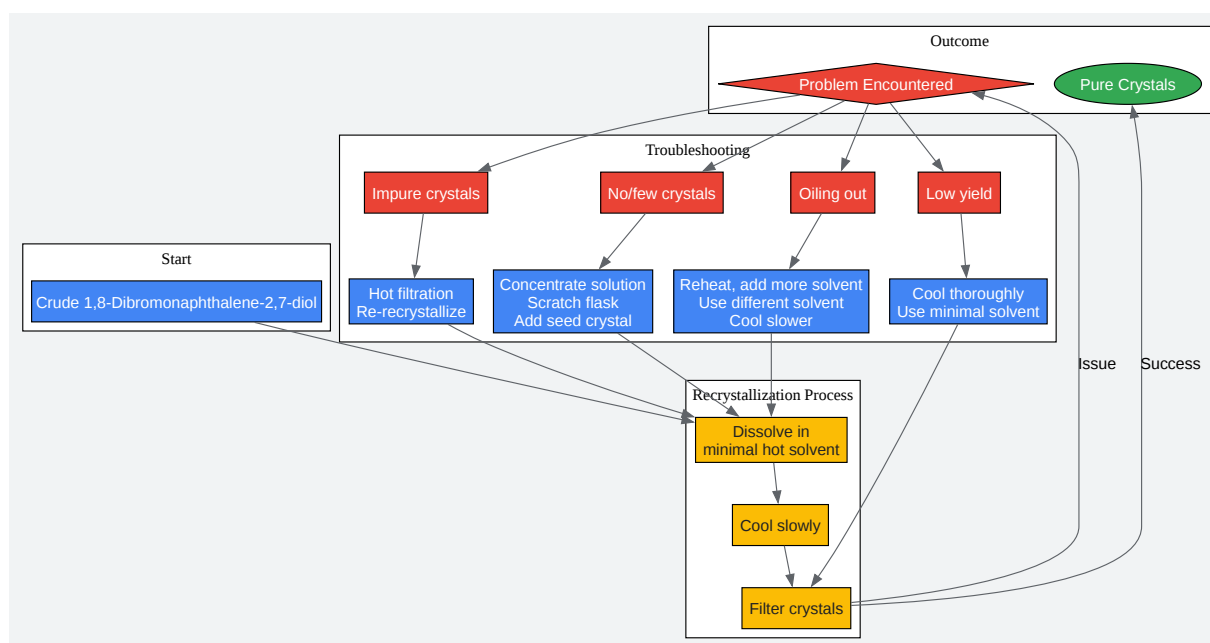 Outcome
Problem Encountered
Pure Crystals
Troubleshooting
Impure crystals
No/few crystals
Oiling out
Low yield
Start
Crude 1,8-Dibromonaphthalene-2,7-diol
Hot filtration
Re-recrystallize
Concentrate solution
Scratch flask
Add seed crystal
Reheat, add more solvent
Use different solvent
Cool slower
Cool thoroughly
Use minimal solvent
Issue
Success
Recrystallization Process
Dissolve in
minimal hot solvent
Cool slowly
Filter crystals